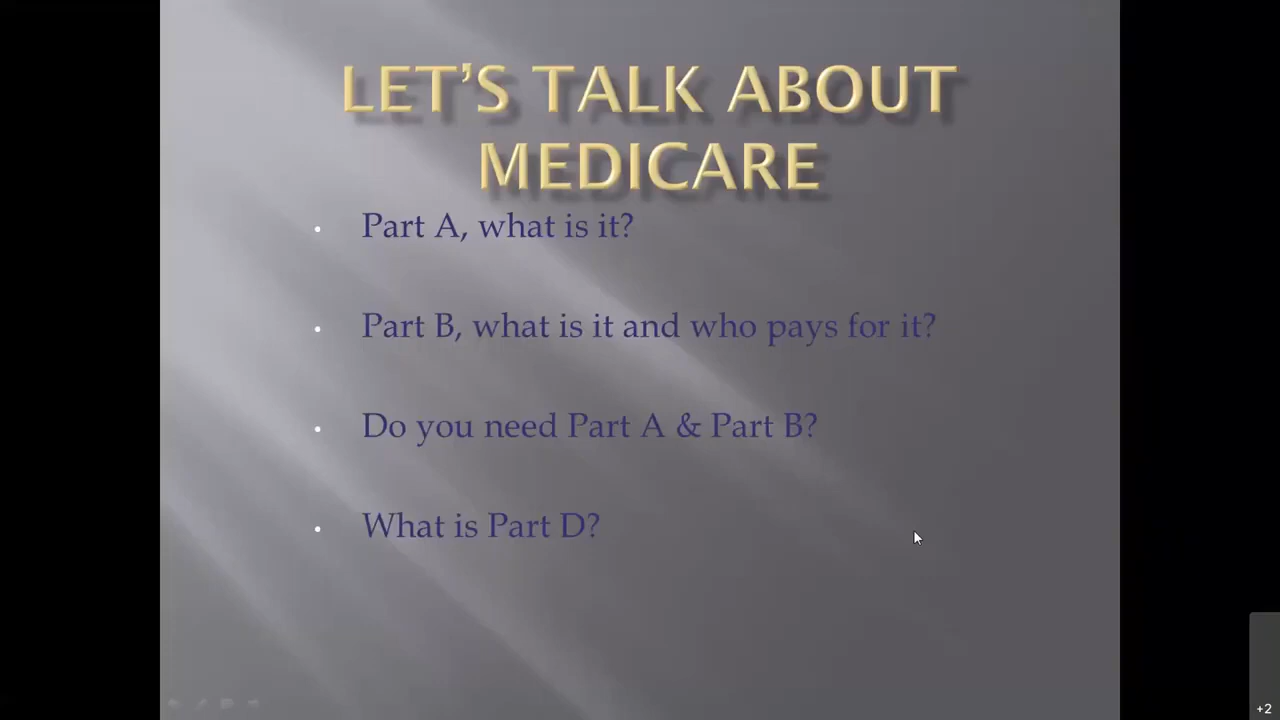 LET'S TALK ABOUT
MEDICARE
• Part A, what is it?
• Part B, what is it and who pays for it?
• Do you need Part A & Part B?
• What is Part D?
+2